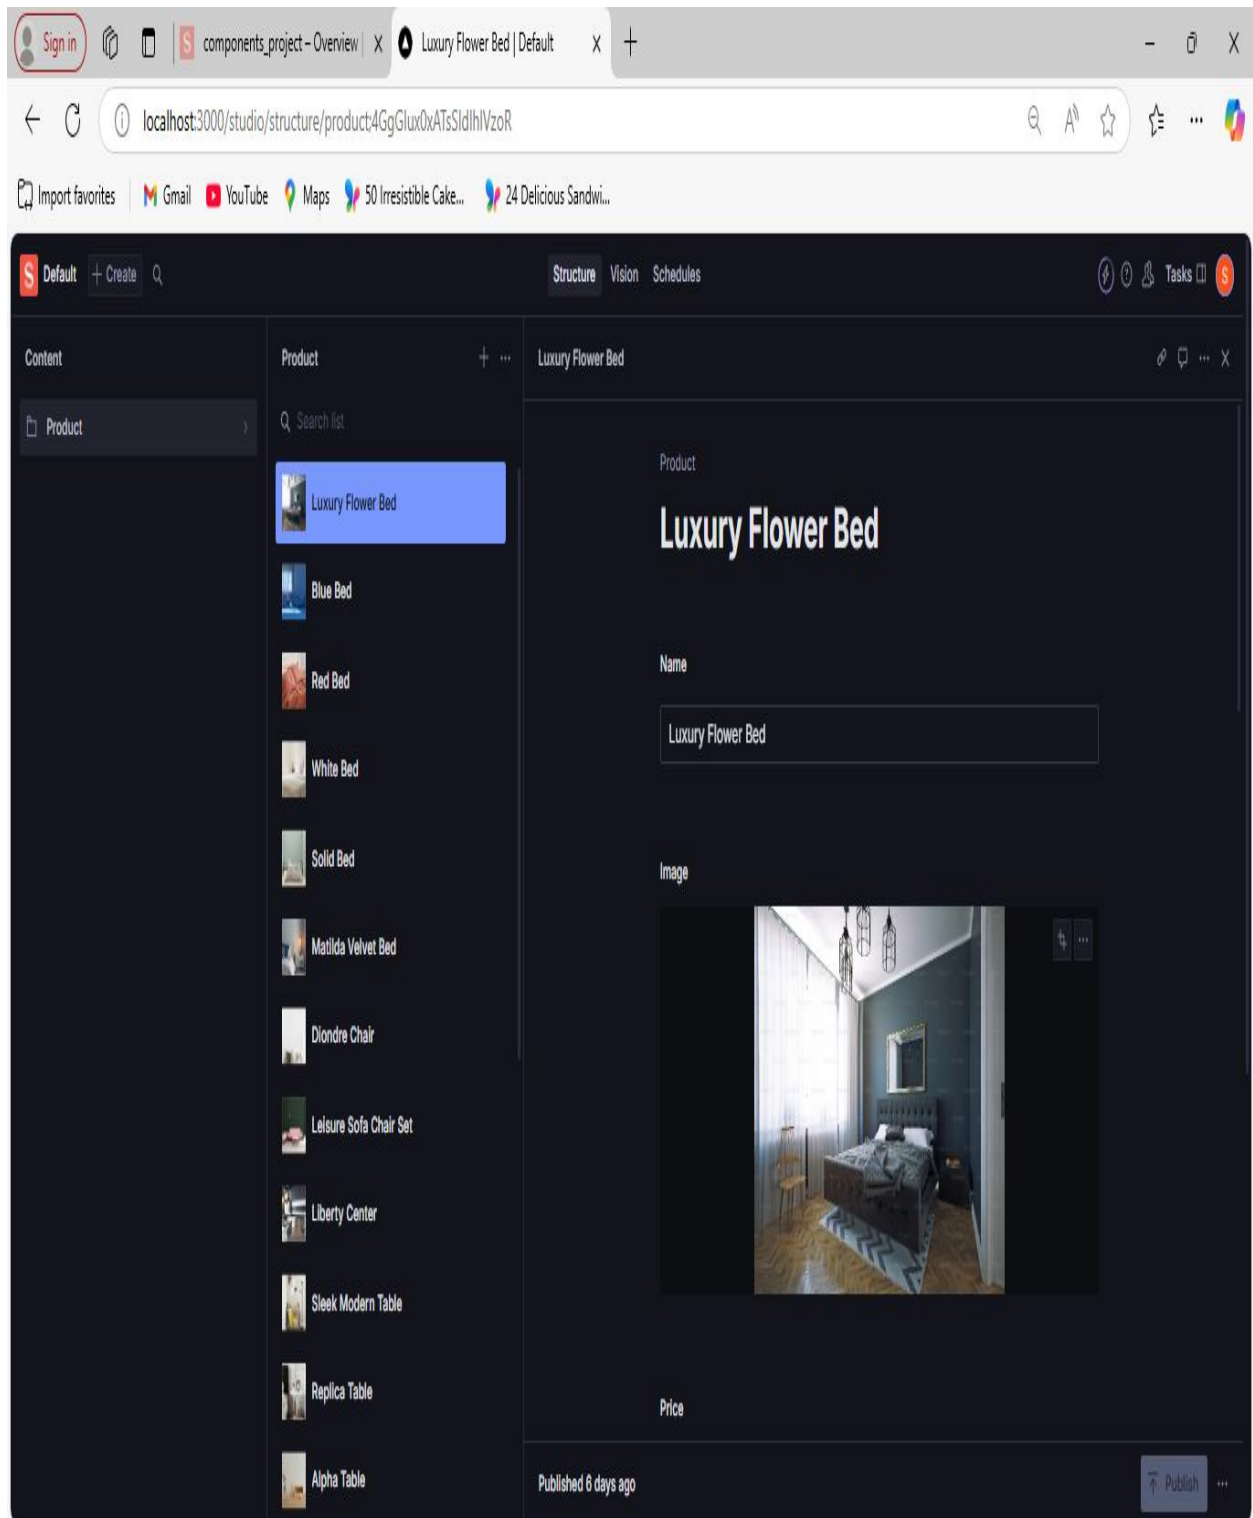 Sign in
S components_project – Overview
Luxury Flower Bed | Default
localhost:3000/studio/structure/product;4GgGlux0xATsSIdIhIVzoR
Import favorites Gmail YouTube Maps 50 Irresistible Cake... 24 Delicious Sandwi...
S Default + Create Structure Vision Schedules Tasks S
Content Product Luxury Flower Bed
Product
Search list
Luxury Flower Bed
Blue Bed
Red Bed
White Bed
Solid Bed
Matilda Velvet Bed
Diondre Chair
Leisure Sofa Chair Set
Liberty Center
Sleek Modern Table
Replica Table
Alpha Table
Product
Luxury Flower Bed
Name
Luxury Flower Bed
Image
Price
Published 6 days ago Publish